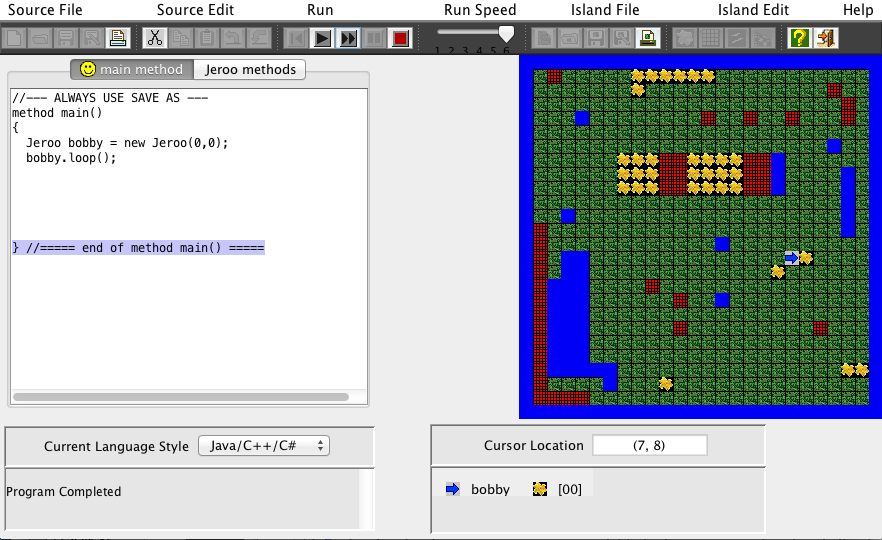 Source File Source Edit Run Run Speed Island File Island Edit Help
1 2 3 4 5 6
main method Jeroo methods
//--- ALWAYS USE SAVE AS ---
method main()
{
Jeroo bobby = new Jeroo(0,0);
bobby.loop();
} //===== end of method main() =====
Current Language Style Java/C++/C#
Cursor Location (7, 8)
Program Completed
bobby [00]